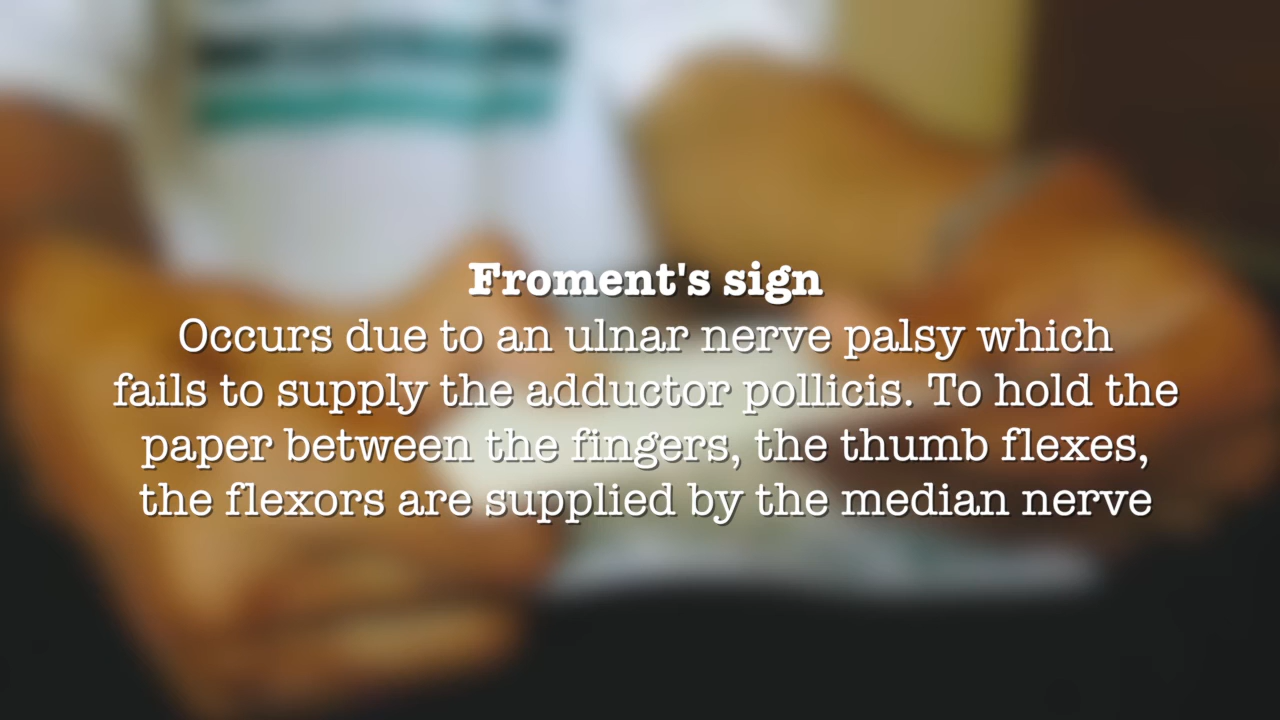 Froment's sign
Occurs due to an ulnar nerve palsy which
fails to supply the adductor pollicis. To hold the
paper between the fingers, the thumb flexes,
the flexors are supplied by the median nerve